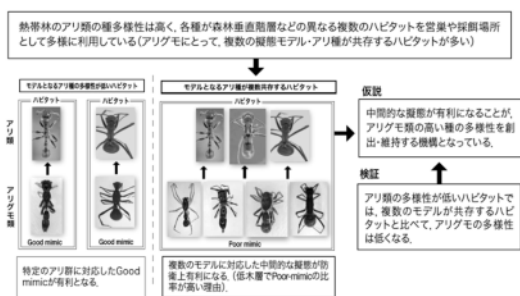 熱帯林のアリ類の種多様性は高く,各種が森林垂直階層などの異なる複数のハビタットを営巣や採餌場所
として多様に利用している(アリグモにとって,複数の擬態モデル・アリ種が共存するハビタットが多い)
モデルとなるアリ種の多様性が低いハビタット
ハビタット
ハビタット
アリ類
アリグモ類
Good mimic
Good mimic
特定のアリ群に対応したGood
mimicが有利となる.
モデルとなるアリ種が複数共存するハビタット
ハビタット
Poor mimic
複数のモデルに対応した中間的な擬態が防
衛上有利になる.(低木層でPoor-mimicの比
率が高い理由).
仮説
中間的な擬態が有利になることが,
アリグモ類の高い種の多様性を創
出・維持する機構となっている.
検証
アリ類の多様性が低いハビタットで
は,複数のモデルが共存するハビ
タットと比べて,アリグモの多様性
は低くなる.